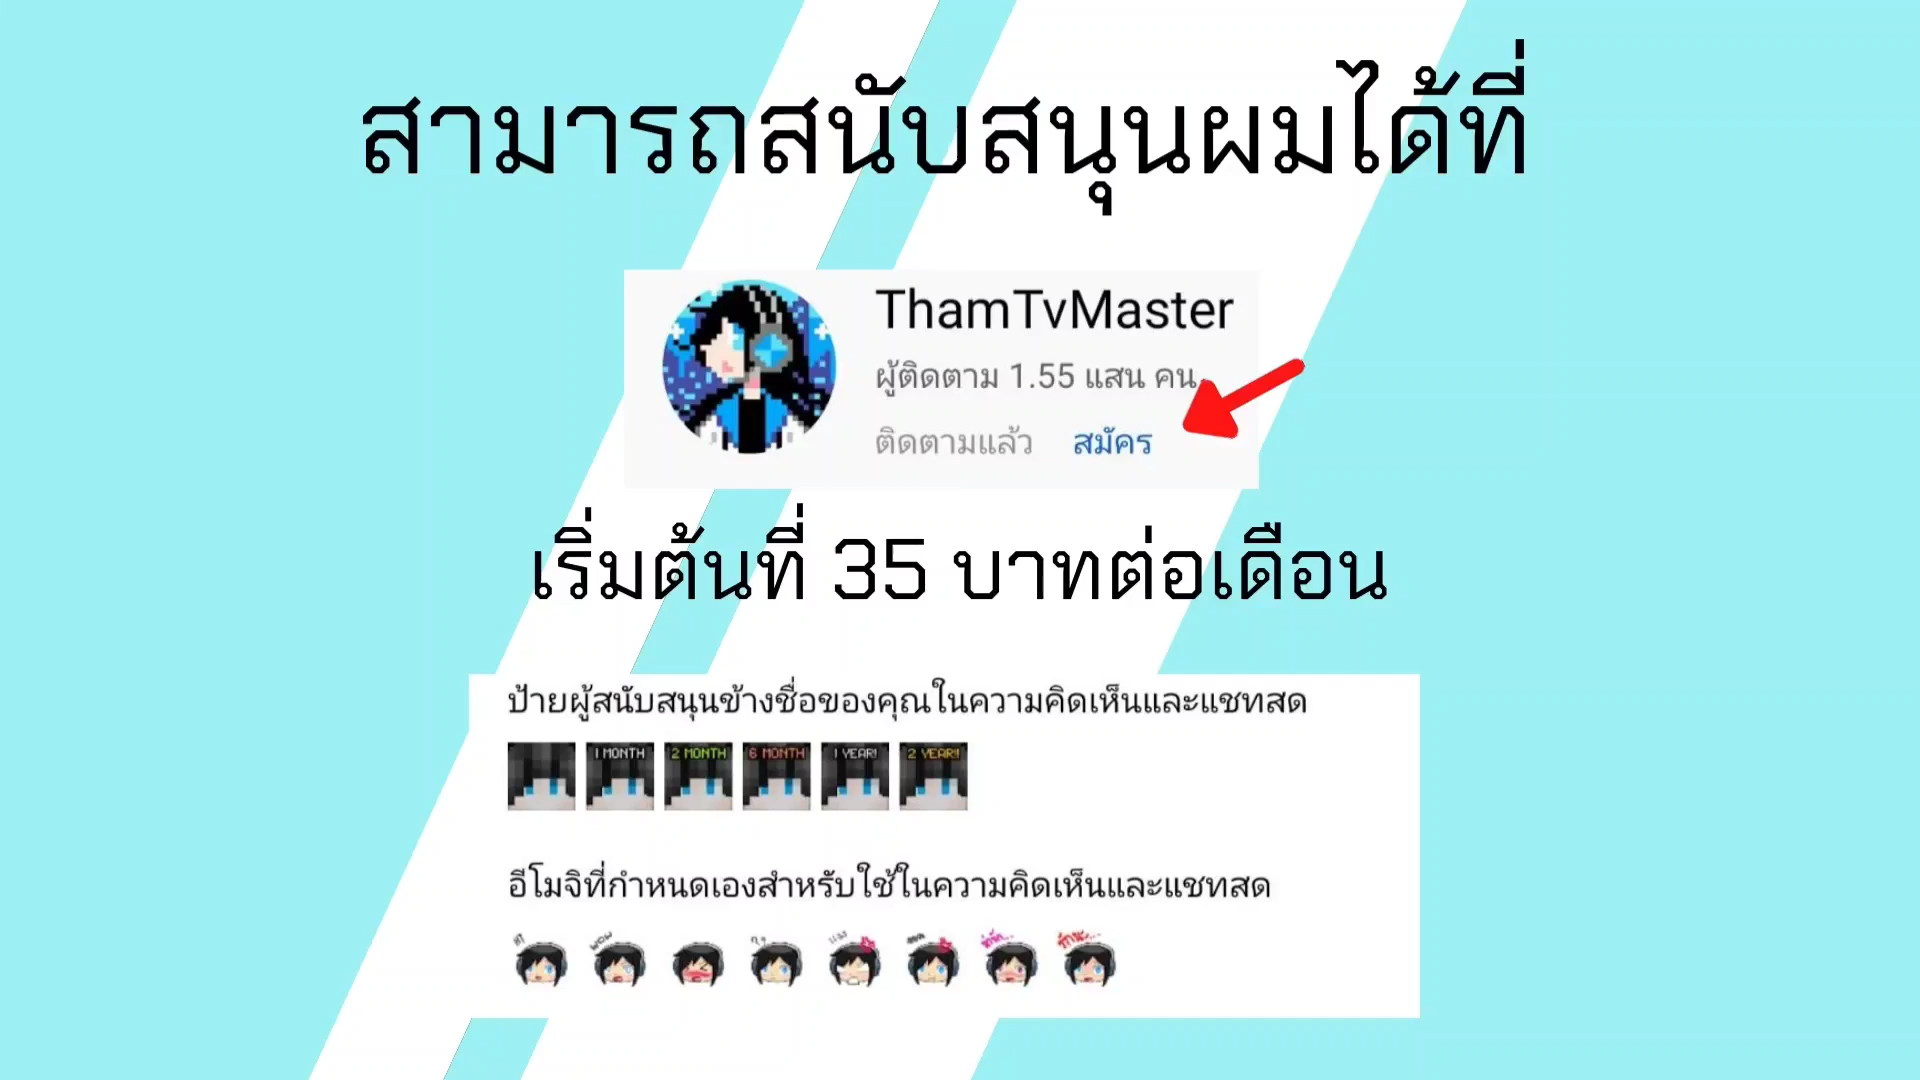 สามารถสนับสนุนผมได้ที่
ThamTvMaster
ผู้ติดตาม 1.55 แสน คน
ติดตามแล้ว สมัคร
เริ่มต้นที่ 35 บาทต่อเดือน
ป้ายผู้สนับสนุนข้างชื่อของคุณในความคิดเห็นและแชทสด
1 MONTH 2 MONTH 6 MONTH 1 YEAR! 2 YEAR!!
อีโมจิที่กำหนดเองสำหรับใช้ในความคิดเห็นและแชทสด
WOW